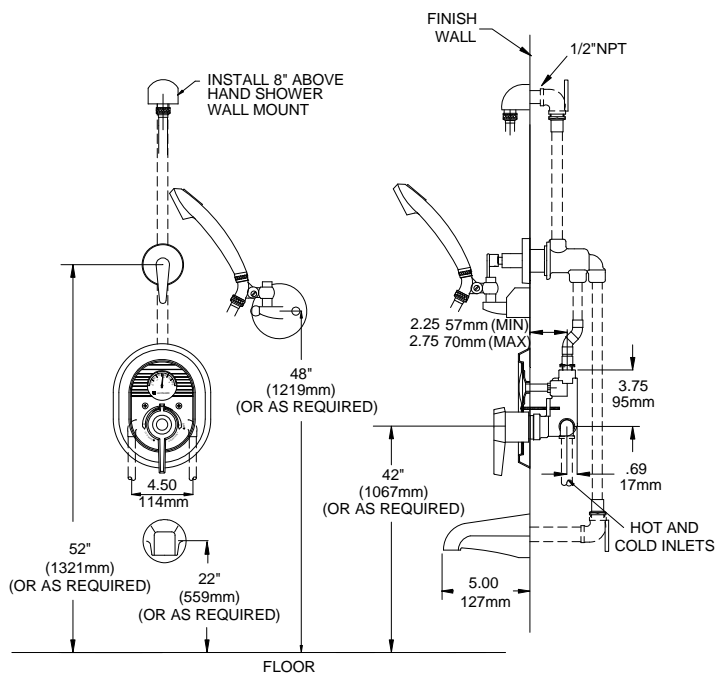 FINISH
WALL
1/2"NPT
INSTALL 8" ABOVE
HAND SHOWER
WALL MOUNT
2.25 57mm (MIN)
2.75 70mm (MAX)
48"
(1219mm)
(OR AS REQUIRED)
3.75
95mm
4.50
114mm
42"
(1067mm)
(OR AS REQUIRED)
.69
17mm
HOT AND
COLD INLETS
52"
(1321mm)
(OR AS REQUIRED)
22"
(559mm)
(OR AS REQUIRED)
5.00
127mm
FLOOR